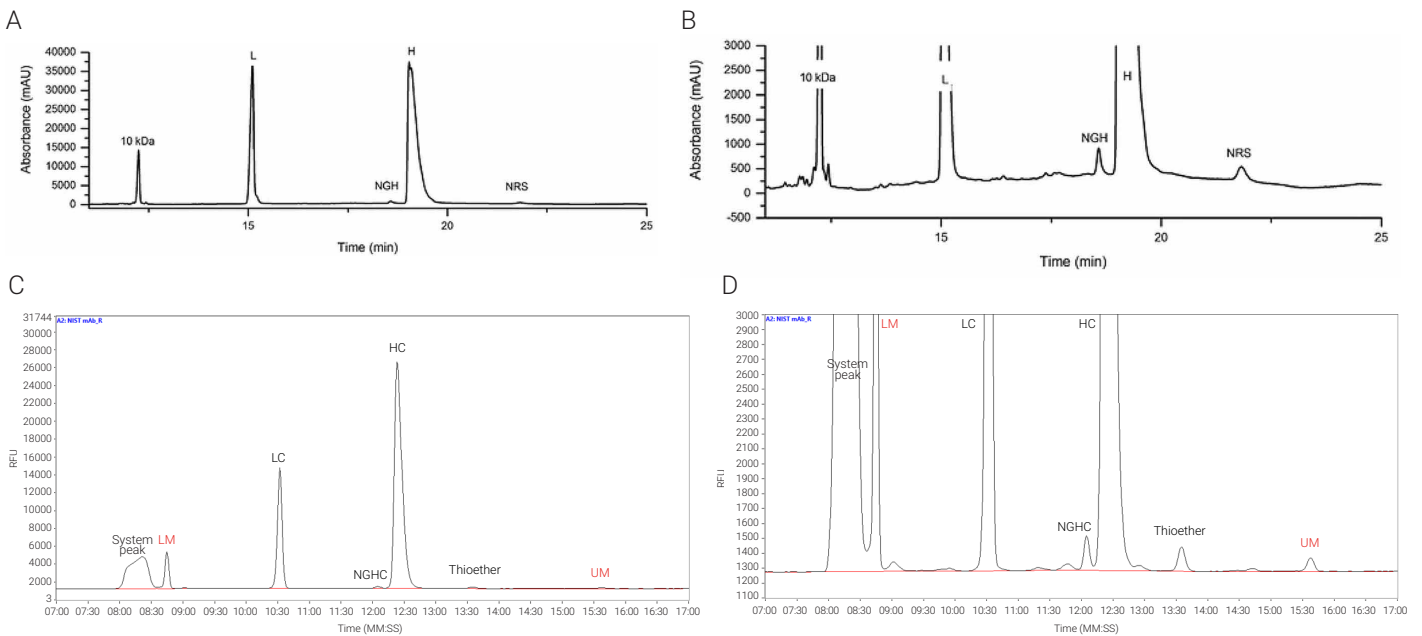 A
Absorbance (mAU)
40000
35000
30000
25000
20000
15000
10000
5000
0
10 kDa
L
NGH
H
NRS
15
20
25
Time (min)
B
Absorbance (mAU)
3000
2500
2000
1500
1000
500
0
-500
10 kDa
L
NGH
H
NRS
15
20
25
Time (min)
C
A2: NIST mAb_R
RFU
31744
30000
28000
26000
24000
22000
20000
18000
16000
14000
12000
10000
8000
6000
4000
2000
3
System
peak
LM
LC
NGHC
HC
Thioether
UM
07:00 07:30 08:00 08:30 09:00 09:30 10:00 10:30 11:00 11:30 12:00 12:30 13:00 13:30 14:00 14:30 15:00 15:30 16:00 16:30 17:00
Time (MM:SS)
D
A2: NIST mAb_R
RFU
3000
2900
2800
2700
2600
2500
2400
2300
2200
2100
2000
1900
1800
1700
1600
1500
1400
1300
1200
1100
System
peak
LM
LC
NGHC
HC
Thioether
UM
07:00 07:30 08:00 08:30 09:00 09:30 10:00 10:30 11:00 11:30 12:00 12:30 13:00 13:30 14:00 14:30 15:00 15:30 16:00 16:30 17:00
Time (MM:SS)